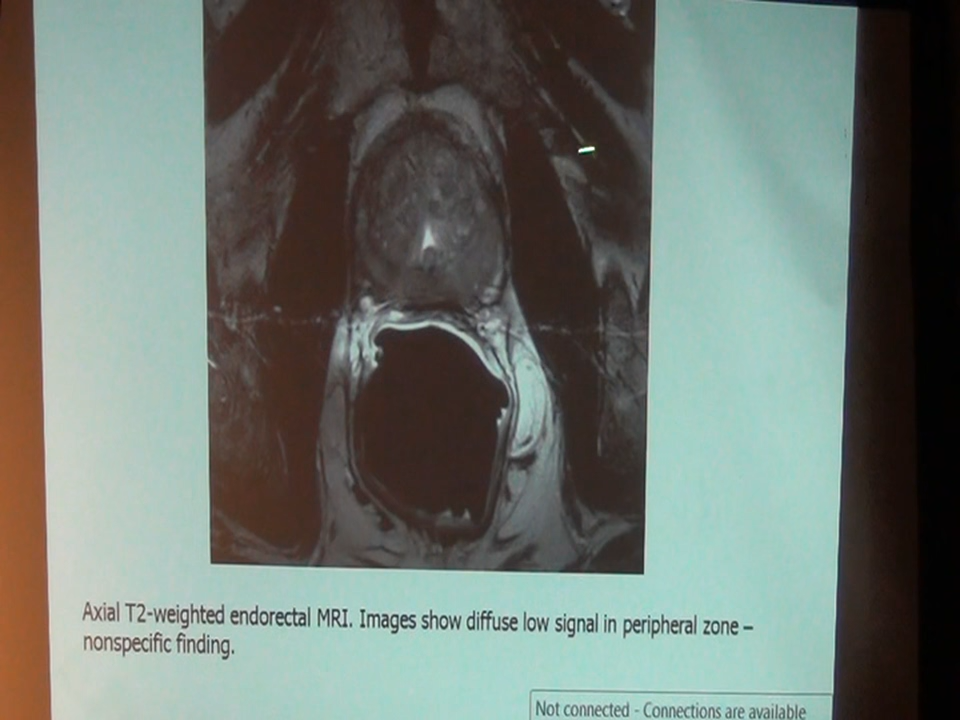 Axial T2-weighted endorectal MRI. Images show diffuse low signal in peripheral zone –
nonspecific finding.
Not connected - Connections are available